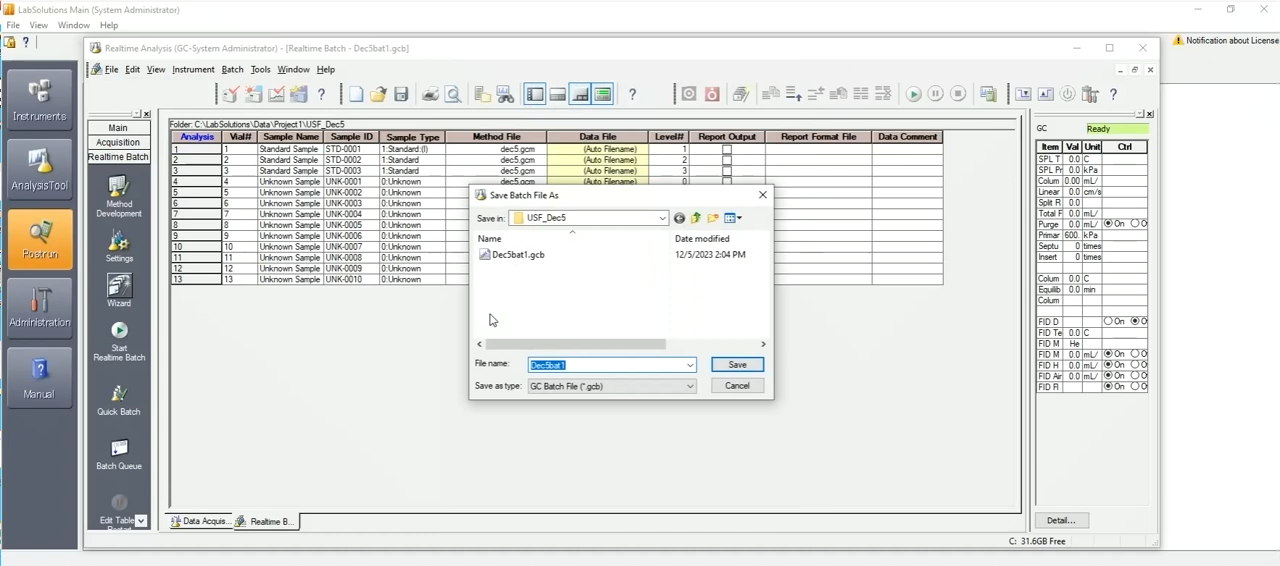 LabSolutions Main (System Administrator)
File View Window Help
Notification about License
Realtime Analysis (GC-System Administrator) - [Realtime Batch - Dec5bat1.gcb]
File Edit View Instrument Batch Tools Window Help
Instruments
AnalysisTool
Postrun
Administration
Manual
Main
Acquisition
Realtime Batch
Method
Development
Settings
Wizard
Start
Realtime Batch
Quick Batch
Batch Queue
Edit Table
Folder: C:\LabSolutions\Data\Project1\USF_Dec5
Analysis Vial# Sample Name Sample ID Sample Type Method File Data File Level# Report Output Report Format File Data Comment
1 1 Standard Sample STD-0001 1:Standard:(I) dec5.gcm (Auto Filename) 1
2 2 Standard Sample STD-0002 1:Standard dec5.gcm (Auto Filename) 2
3 3 Standard Sample STD-0003 1:Standard dec5.gcm (Auto Filename) 3
4 4 Unknown Sample UNK-0001 0:Unknown dec5.gcm (Auto Filename) 0
5 5 Unknown Sample UNK-0002 0:Unknown
6 6 Unknown Sample UNK-0003 0:Unknown
7 7 Unknown Sample UNK-0004 0:Unknown
8 8 Unknown Sample UNK-0005 0:Unknown
9 9 Unknown Sample UNK-0006 0:Unknown
10 10 Unknown Sample UNK-0007 0:Unknown
11 11 Unknown Sample UNK-0008 0:Unknown
12 12 Unknown Sample UNK-0009 0:Unknown
13 13 Unknown Sample UNK-0010 0:Unknown
Save Batch File As
Save in: USF_Dec5
Name Date modified
Dec5bat1.gcb 12/5/2023 2:04 PM
File name: Dec5bat1 Save
Save as type: GC Batch File (*.gcb) Cancel
Data Acquis... Realtime B...
GC Ready
Item Val Unit Ctrl
SPL T 0.0 C
SPL Pr 0.0 kPa
Colum 0.00 mL/
Linear 0.0 cm/s
Split R 0.0
Total F 0.0 mL/
Purge 0.0 mL/ On O
Primar 600. kPa
Septu 0 times
Insert 0 times
Colum 0.0 C
Equilib 0.0 min
Colum
FID D On O
FID Te 0.0 C
FID M He
FID M 0.0 mL/ On O
FID H 0.0 mL/ On O
FID Air 0.0 mL/ On O
FID Fl On O
Detail...
C: 31.6GB Free